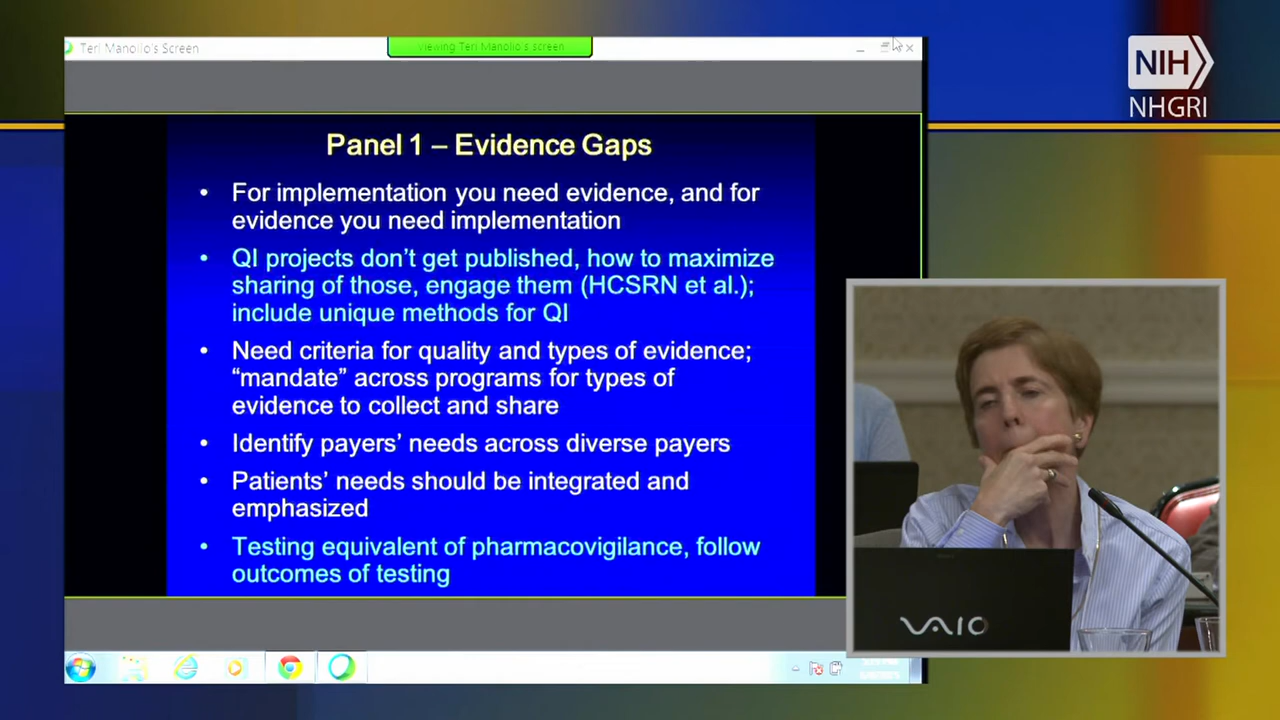 Teri Manolio's Screen
Viewing Teri Manolio's screen
NIH
NHGRI
Panel 1 – Evidence Gaps
• For implementation you need evidence, and for
evidence you need implementation
• QI projects don't get published, how to maximize
sharing of those, engage them (HCSRN et al.);
include unique methods for QI
• Need criteria for quality and types of evidence;
"mandate" across programs for types of
evidence to collect and share
• Identify payers' needs across diverse payers
• Patients' needs should be integrated and
emphasized
• Testing equivalent of pharmacovigilance, follow
outcomes of testing
VAIO